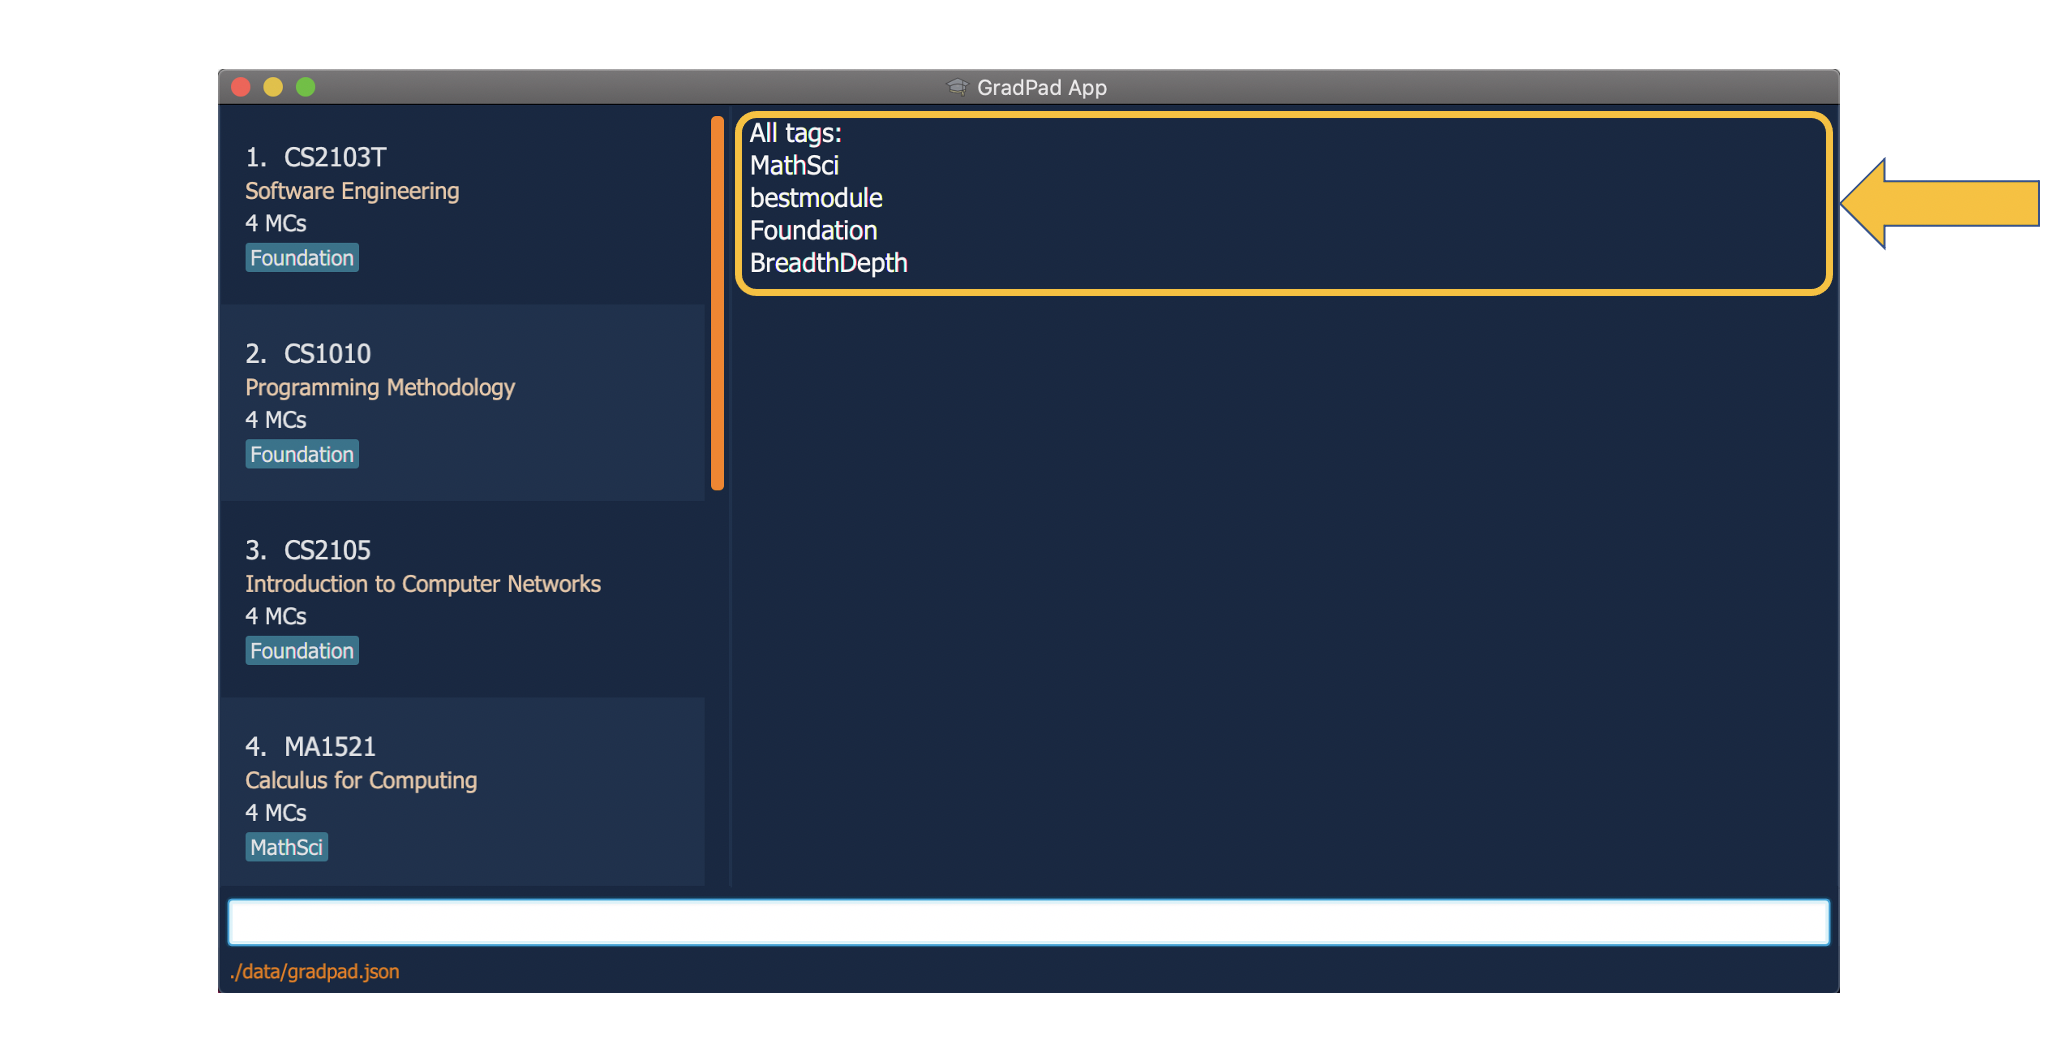 GradPad App
1. CS2103T
Software Engineering
4 MCs
Foundation
2. CS1010
Programming Methodology
4 MCs
Foundation
3. CS2105
Introduction to Computer Networks
4 MCs
Foundation
4. MA1521
Calculus for Computing
4 MCs
MathSci
All tags:
MathSci
bestmodule
Foundation
BreadthDepth
./data/gradpad.json